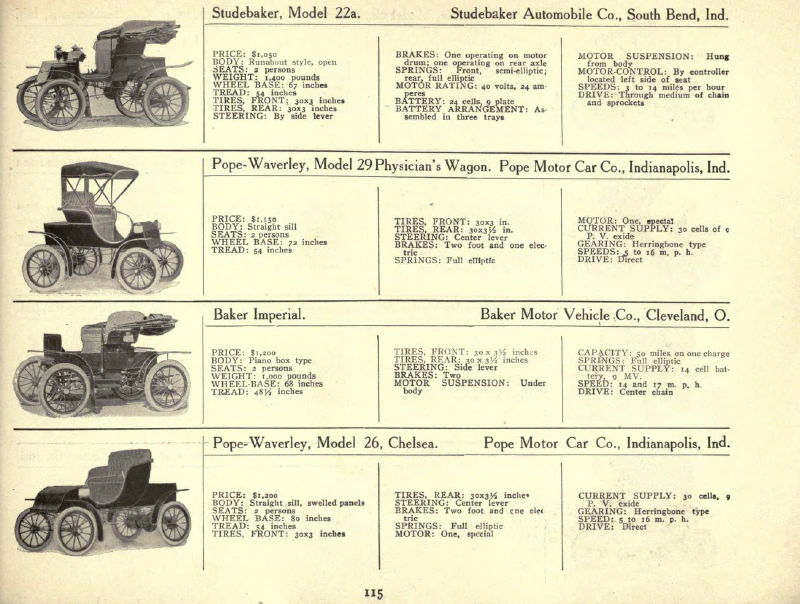 Studebaker, Model 22a. Studebaker Automobile Co., South Bend, Ind.
PRICE: $1,050
BODY: Runabout style, open
SEATS: 2 persons
WEIGHT: 1,400 pounds
WHEEL BASE: 67 inches
TREAD: 54 inches
TIRES, FRONT; 30x3 inches
TIRES, REAR: 30x3 inches
STEERING: By side lever
BRAKES: One operating on motor
drum; one operating on rear axle
SPRINGS: Front, semi-elliptic;
rear, full elliptic
MOTOR RATING: 40 volts, 24 am-
peres
BATTERY: 24 cells, 9 plate
BATTERY ARRANGEMENT: As-
sembled in three trays
MOTOR SUSPENSION: Hung
from body
MOTOR-CONTROL: By controller
located left side of seat
SPEEDS: 3 to 14 miles per hour
DRIVE: Through medium of chain
and sprockets
Pope-Waverley, Model 29 Physician's Wagon. Pope Motor Car Co., Indianapolis, Ind.
PRICE: $1,150
BODY: Straight sill
SEATS: 2 persons
WHEEL BASE: 72 inches
TREAD: 54 inches
TIRES, FRONT: 30x3 in.
TIRES, REAR: 30x3½ in.
STEERING: Center lever
BRAKES: Two foot and one elec-
tric
SPRINGS: Full elliptic
MOTOR: One, special
CURRENT SUPPLY: 30 cells of 9
P. V. exide
GEARING: Herringbone type
SPEEDS: 5 to 16 m. p. h.
DRIVE: Direct
Baker Imperial. Baker Motor Vehicle Co., Cleveland, O.
PRICE: $1,200
BODY: Piano box type
SEATS: 2 persons
WEIGHT: 1,000 pounds
WHEEL-BASE: 68 inches
TREAD: 48½ inches
TIRES, FRONT: 30 x 3½ inches
TIRES, REAR: 30 x 3½ inches
STEERING: Side lever
BRAKES: Two
MOTOR SUSPENSION: Under
body
CAPACITY: 50 miles on one charge
SPRINGS: Full elliptic
CURRENT SUPPLY: 14 cell bat-
tery, 9 MV.
SPEED: 14 and 17 m. p. h.
DRIVE: Center chain
Pope-Waverley, Model 26, Chelsea. Pope Motor Car Co., Indianapolis, Ind.
PRICE: $1,200
BODY: Straight sill, swelled panels
SEATS: 2 persons
WHEEL BASE: 80 inches
TREAD: 54 inches
TIRES, FRONT: 30x3 inches
TIRES, REAR: 30x3½ inches
STEERING: Center lever
BRAKES: Two foot and one elec
tric
SPRINGS: Full elliptic
MOTOR: One, special
CURRENT SUPPLY: 30 cells, 9
P. V. exide
GEARING: Herringbone type
SPEED: 5 to 16 m. p. h.
DRIVE: Direct
115